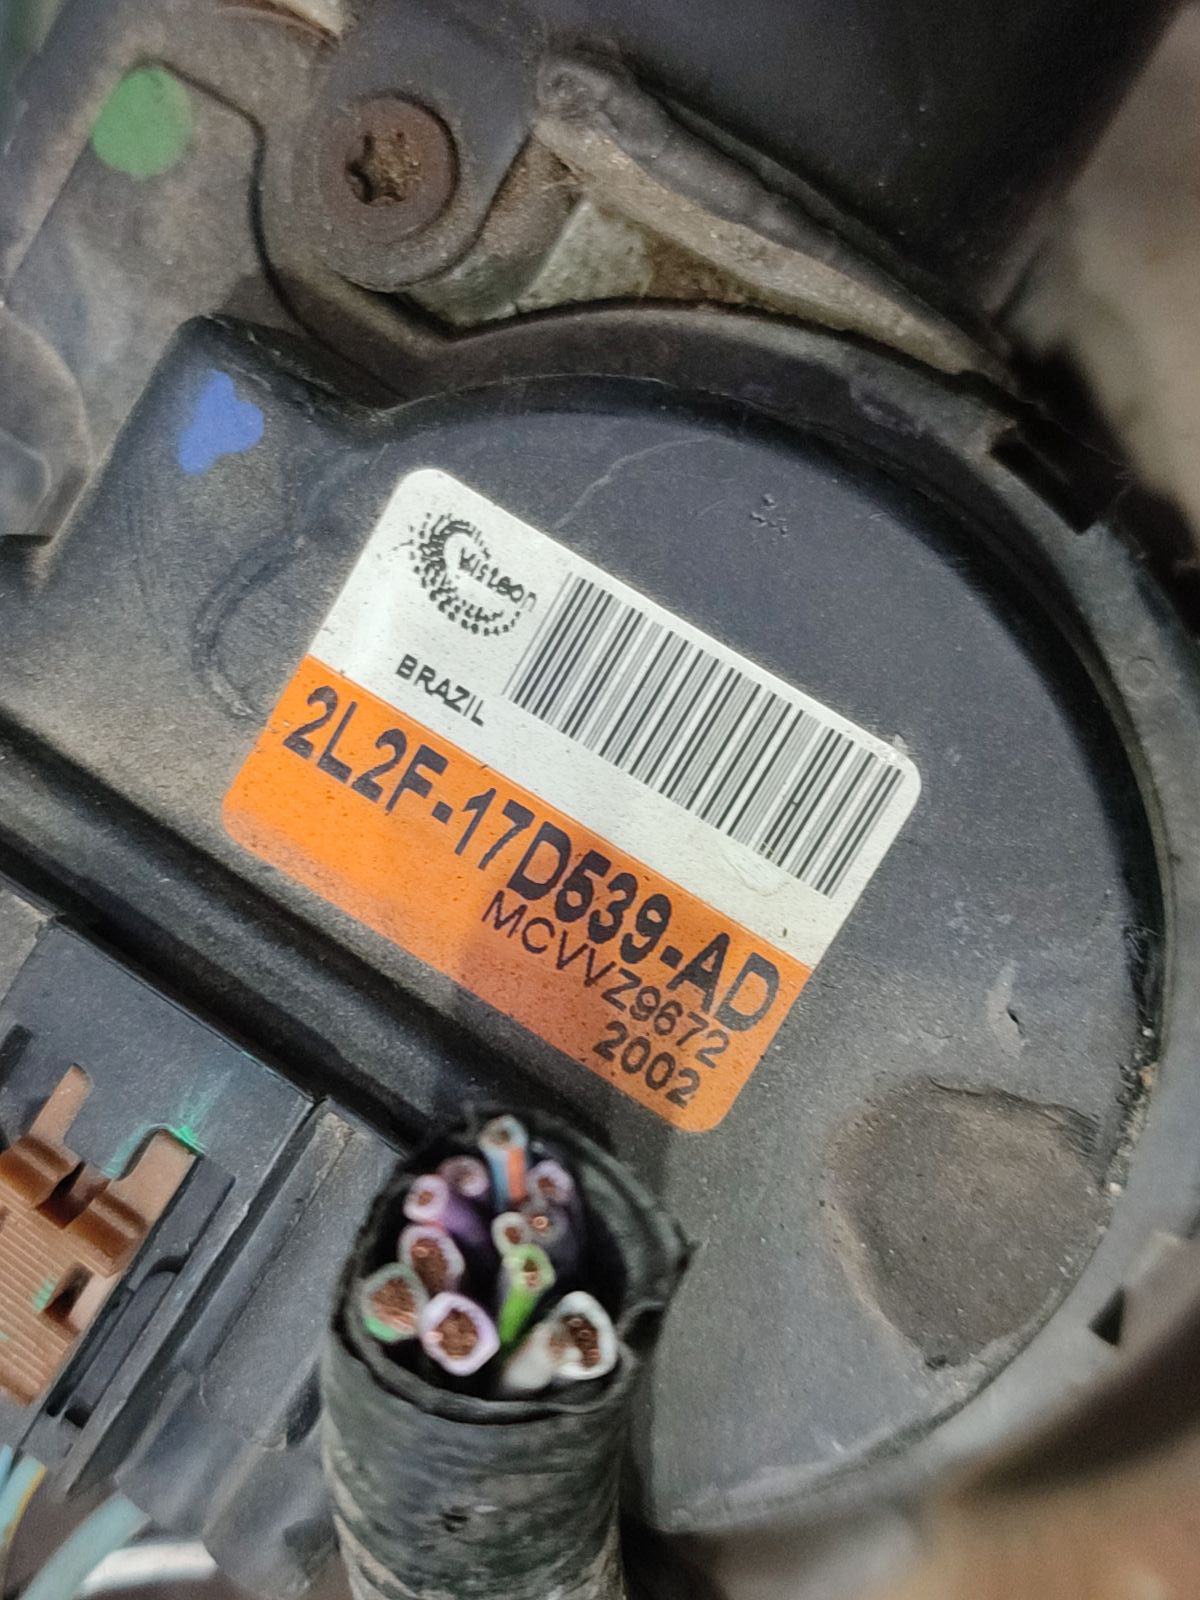 Visteon
BRAZIL
2L2F-17D539-AD
MCVVZ9672
2002